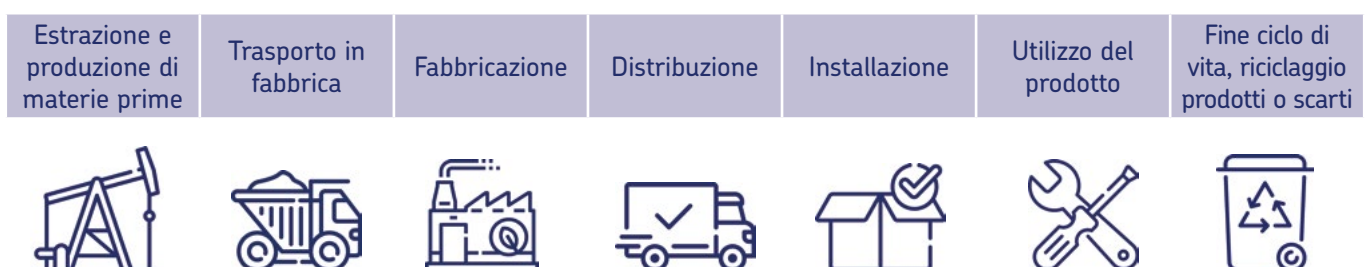 Estrazione e
produzione di
materie prime
Trasporto in
fabbrica
Fabbricazione
Distribuzione
Installazione
Utilizzo del
prodotto
Fine ciclo di
vita, riciclaggio
prodotti o scarti